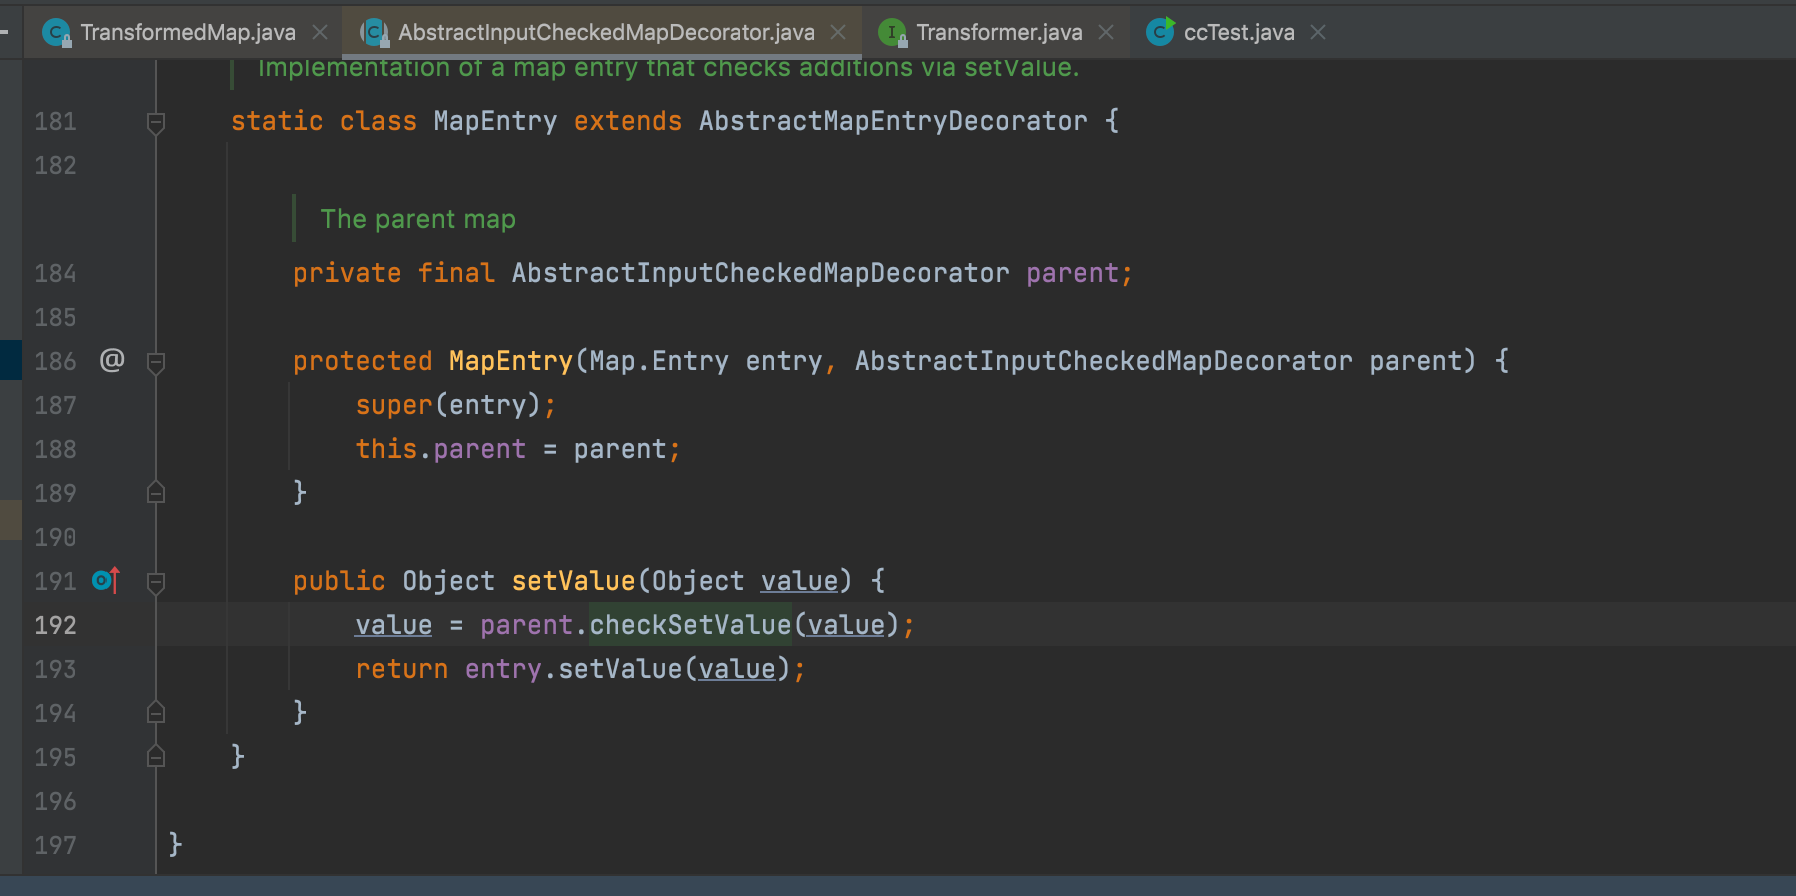 TransformedMap.java AbstractInputCheckedMapDecorator.java Transformer.java ccTest.java
Implementation of a map entry that checks additions via setValue.
181 static class MapEntry extends AbstractMapEntryDecorator {
182
The parent map
184 private final AbstractInputCheckedMapDecorator parent;
185
186 @ protected MapEntry(Map.Entry entry, AbstractInputCheckedMapDecorator parent) {
187 super(entry);
188 this.parent = parent;
189 }
190
191 public Object setValue(Object value) {
192 value = parent.checkSetValue(value);
193 return entry.setValue(value);
194 }
195 }
196
197 }